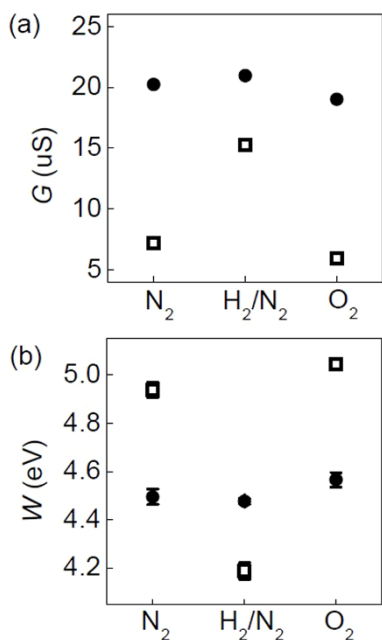 (a)
25
20
15
10
5
G (uS)
N₂ H₂/N₂ O₂
(b)
5.0
4.8
4.6
4.4
4.2
W (eV)
N₂ H₂/N₂ O₂